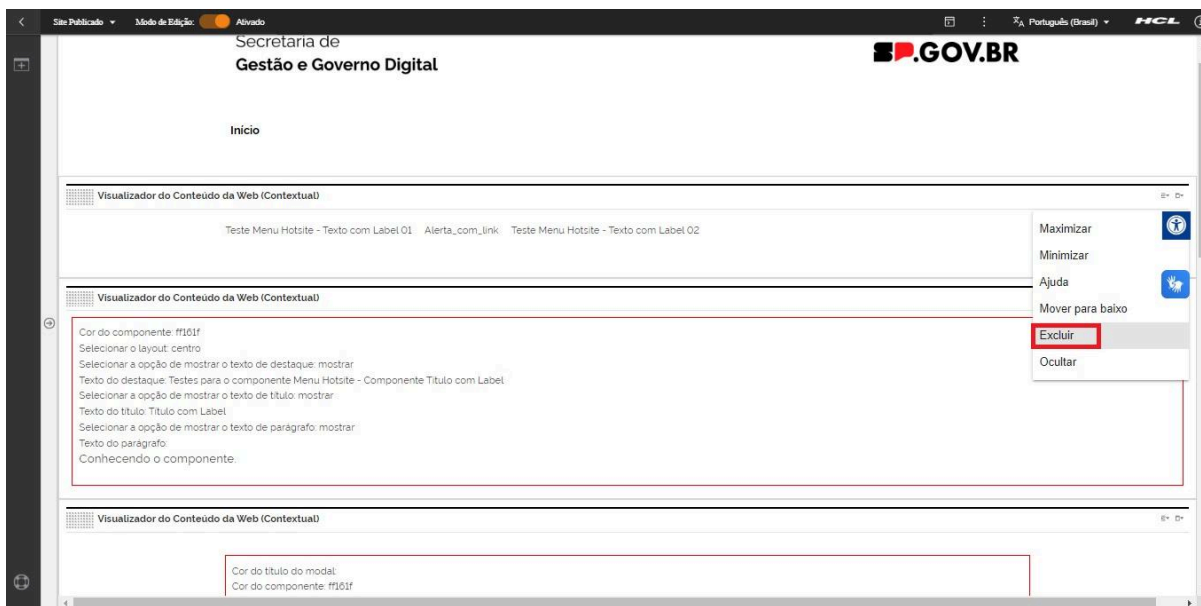 Site Publicado
Modo de Edição:
Ativado
Português (Brasil)
HCL
Secretaria de
Gestão e Governo Digital
SP.GOV.BR
Início
Visualizador do Conteúdo da Web (Contextual)
Teste Menu Hotsite - Texto com Label 01 Alerta_com_link Teste Menu Hotsite - Texto com Label 02
Maximizar
Minimizar
Ajuda
Mover para baixo
Excluir
Ocultar
Visualizador do Conteúdo da Web (Contextual)
Cor do componente: ff161f
Selecionar o layout: centro
Selecionar a opção de mostrar o texto de destaque: mostrar
Texto do destaque: Testes para o componente Menu Hotsite - Componente Título com Label
Selecionar a opção de mostrar o texto de título: mostrar
Texto do título: Título com Label
Selecionar a opção de mostrar o texto de parágrafo: mostrar
Texto do parágrafo:
Conhecendo o componente.
Visualizador do Conteúdo da Web (Contextual)
Cor do título do modal:
Cor do componente: ff161f